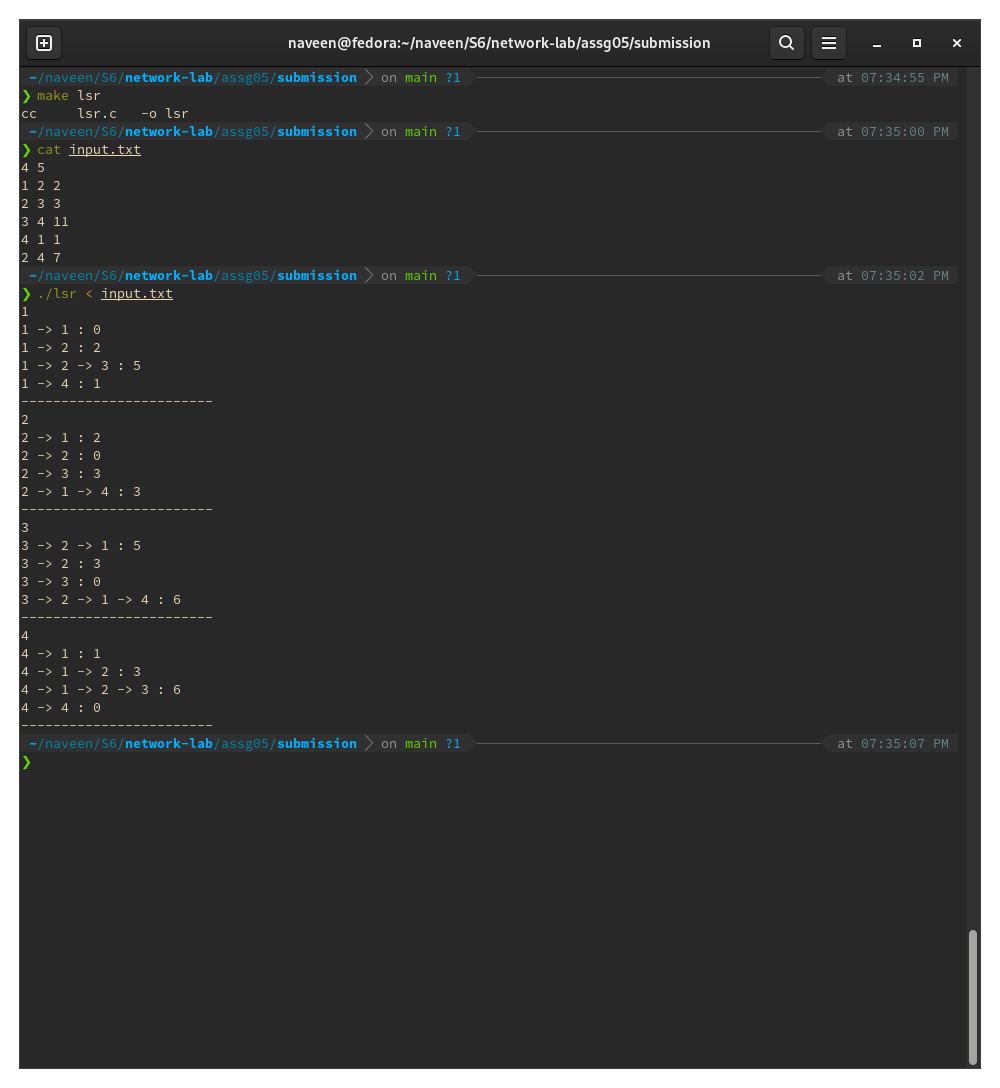 naveen@fedora:~/naveen/S6/network-lab/assg05/submission
~/naveen/S6/network-lab/assg05/submission on main ?1 at 07:34:55 PM
❯ make lsr
cc     lsr.c   -o lsr
~/naveen/S6/network-lab/assg05/submission on main ?1 at 07:35:00 PM
❯ cat input.txt
4 5
1 2 2
2 3 3
3 4 11
4 1 1
2 4 7
~/naveen/S6/network-lab/assg05/submission on main ?1 at 07:35:02 PM
❯ ./lsr < input.txt
1
1 -> 1 : 0
1 -> 2 : 2
1 -> 2 -> 3 : 5
1 -> 4 : 1
------------------------
2
2 -> 1 : 2
2 -> 2 : 0
2 -> 3 : 3
2 -> 1 -> 4 : 3
------------------------
3
3 -> 2 -> 1 : 5
3 -> 2 : 3
3 -> 3 : 0
3 -> 2 -> 1 -> 4 : 6
------------------------
4
4 -> 1 : 1
4 -> 1 -> 2 : 3
4 -> 1 -> 2 -> 3 : 6
4 -> 4 : 0
------------------------
~/naveen/S6/network-lab/assg05/submission on main ?1 at 07:35:07 PM
❯